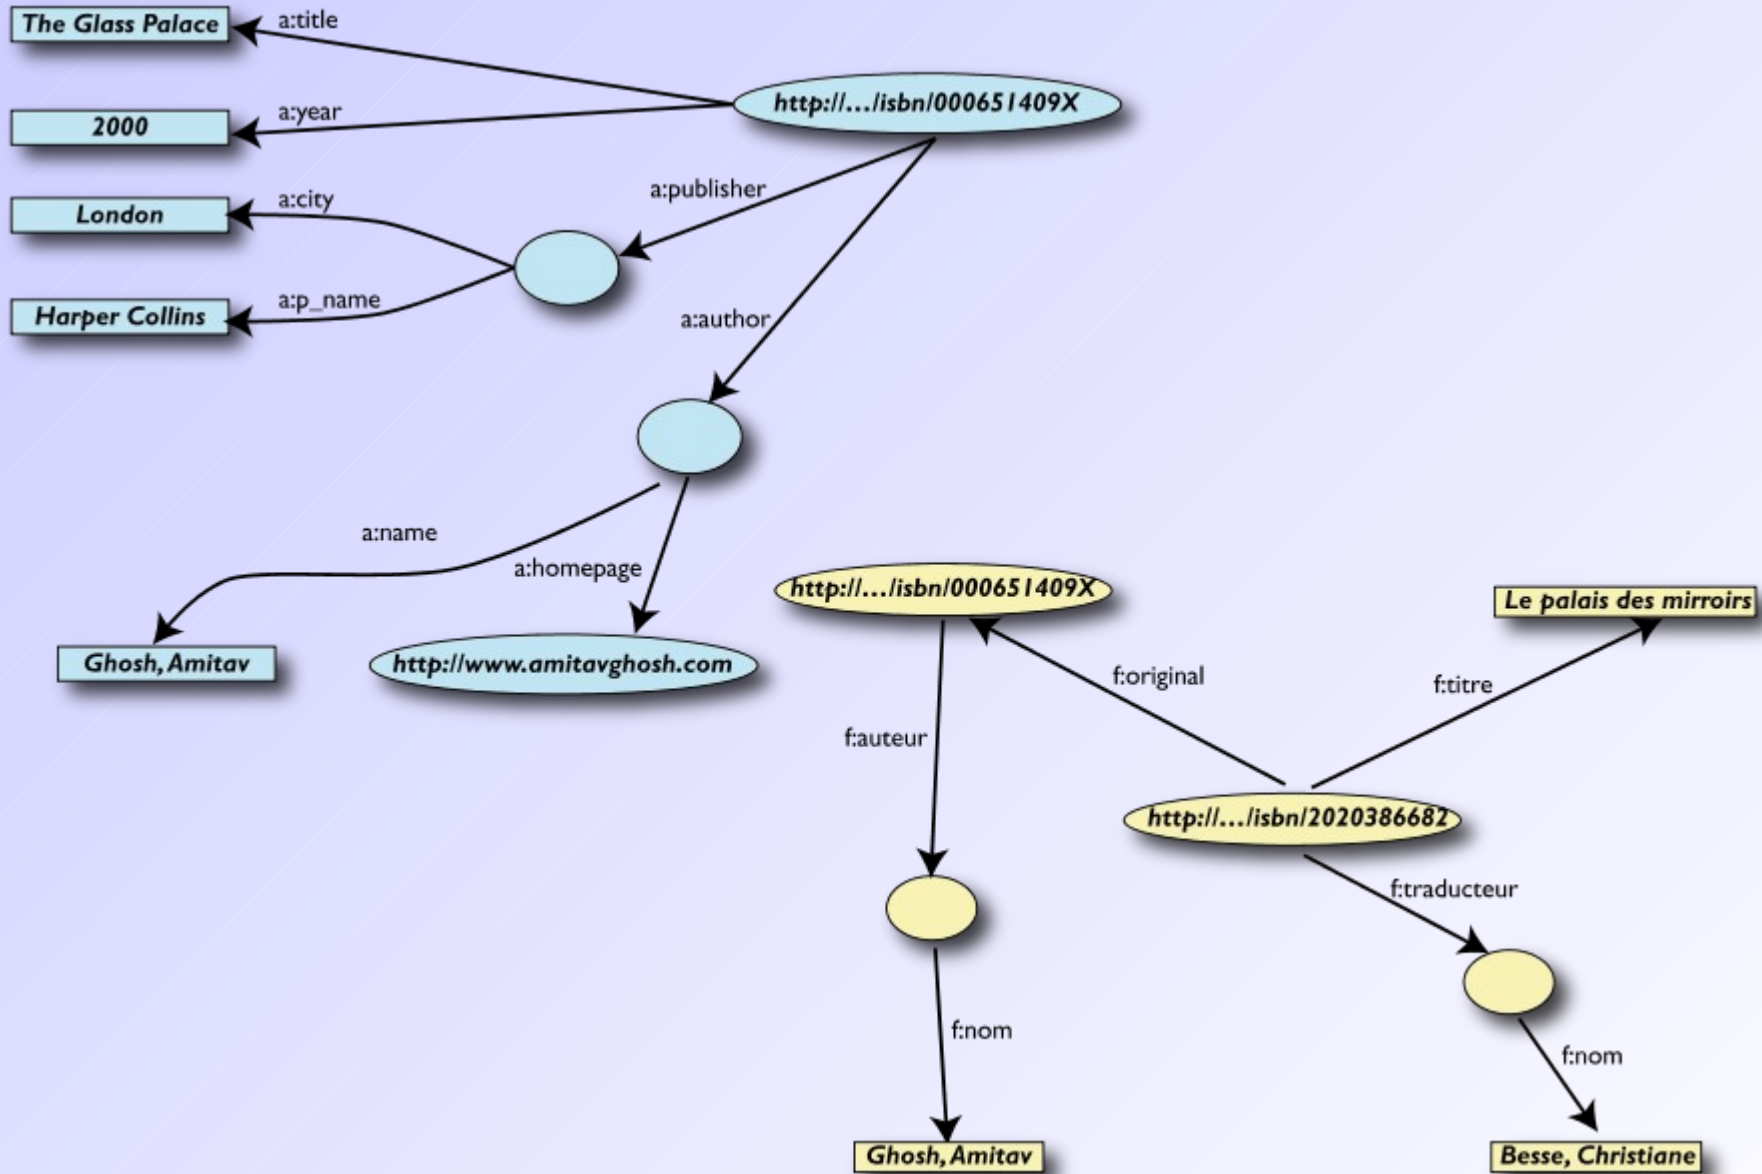 The Glass Palace
a:title
http://…/isbn/000651409X
2000
a:year
London
a:city
a:publisher
Harper Collins
a:p_name
a:author
a:name
a:homepage
Ghosh, Amitav
http://www.amitavghosh.com
http://…/isbn/000651409X
Le palais des mirroirs
f:original
f:titre
f:auteur
http://…/isbn/2020386682
f:traducteur
f:nom
f:nom
Ghosh, Amitav
Besse, Christiane